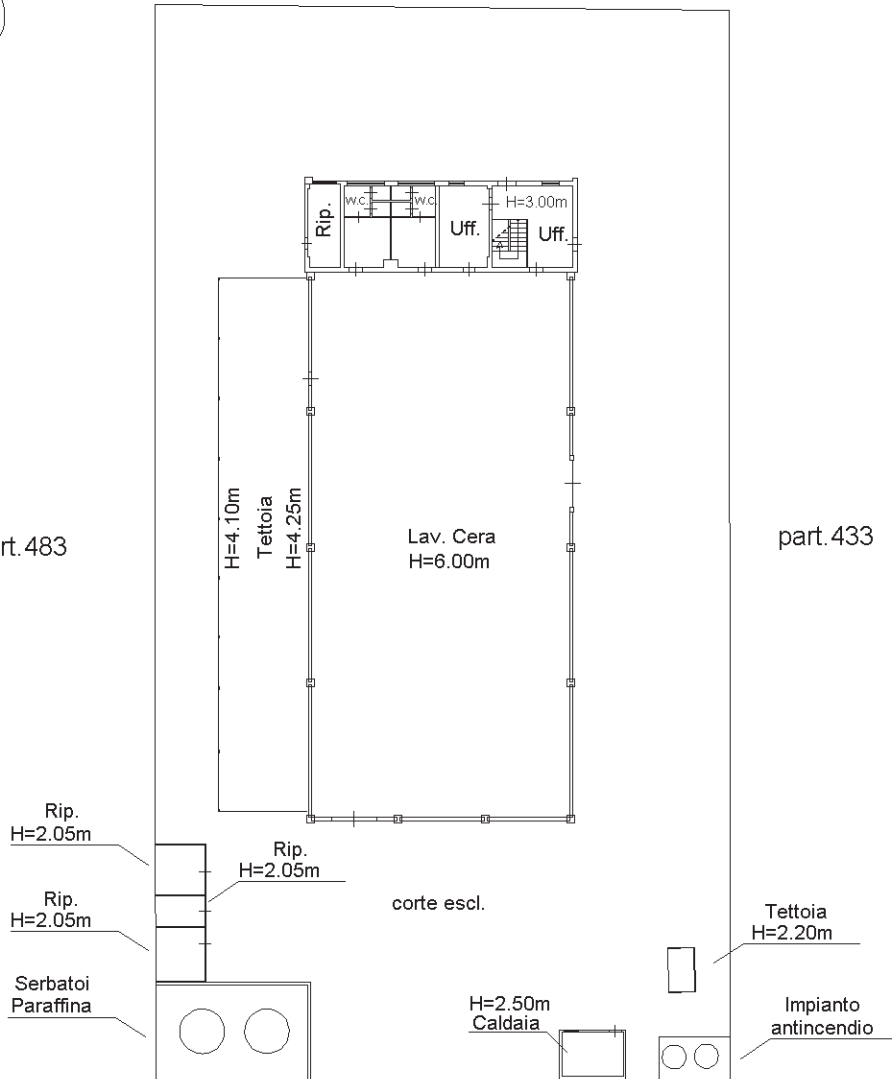 H=3.00m
W.C.
W.C.
Rip.
Uff.
Uff.
H=4.10m
Tettoia
H=4.25m
Lav. Cera
H=6.00m
rt.483
part.433
Rip.
H=2.05m
Rip.
H=2.05m
Rip.
H=2.05m
corte escl.
Tettoia
H=2.20m
Serbatoi
Paraffina
H=2.50m
Caldaia
Impianto
antincendio